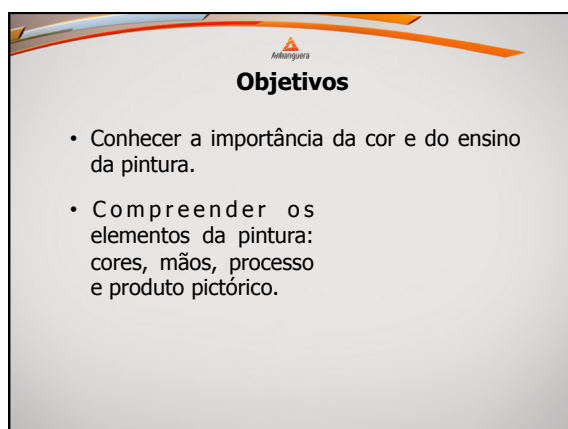 Anhanguera
Objetivos
• Conhecer a importância da cor e do ensino
da pintura.
• Compreender os
elementos da pintura:
cores, mãos, processo
e produto pictórico.